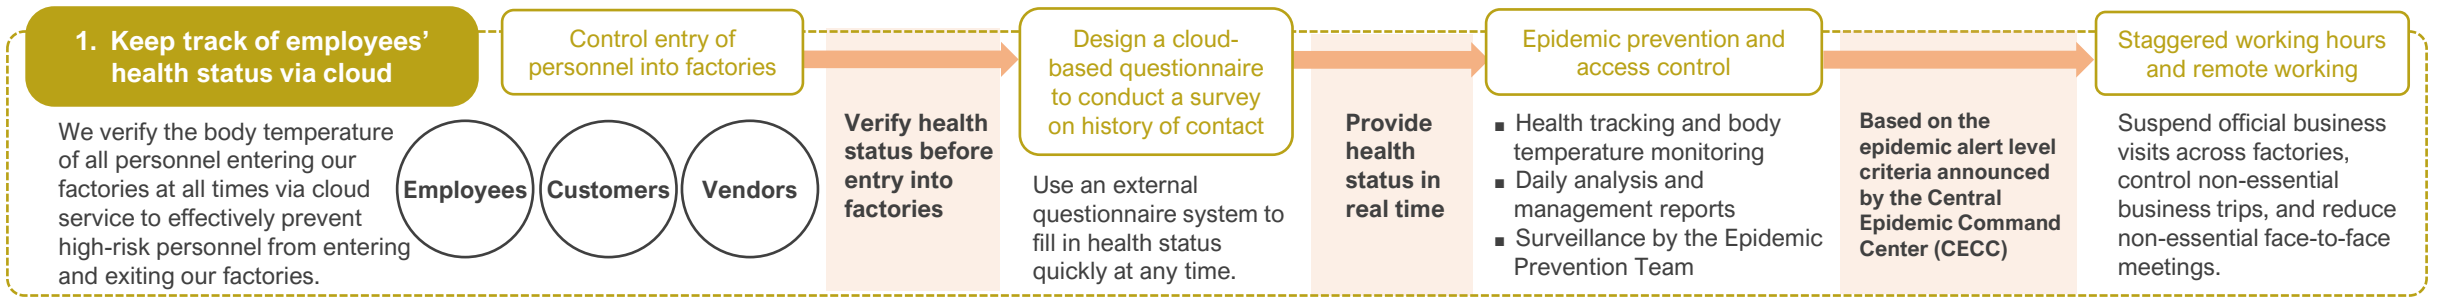 1. Keep track of employees'
health status via cloud
We verify the body temperature
of all personnel entering our
factories at all times via cloud
service to effectively prevent
high-risk personnel from entering
and exiting our factories.
Control entry of
personnel into factories
Employees
Customers
Vendors
Verify health
status before
entry into
factories
Design a cloud-
based questionnaire
to conduct a survey
on history of contact
Use an external
questionnaire system to
fill in health status
quickly at any time.
Provide
health
status in
real time
Epidemic prevention and
access control
■ Health tracking and body
temperature monitoring
■ Daily analysis and
management reports
■ Surveillance by the Epidemic
Prevention Team
Based on the
epidemic alert level
criteria announced
by the Central
Epidemic Command
Center (CECC)
Staggered working hours
and remote working
Suspend official business
visits across factories,
control non-essential
business trips, and reduce
non-essential face-to-face
meetings.